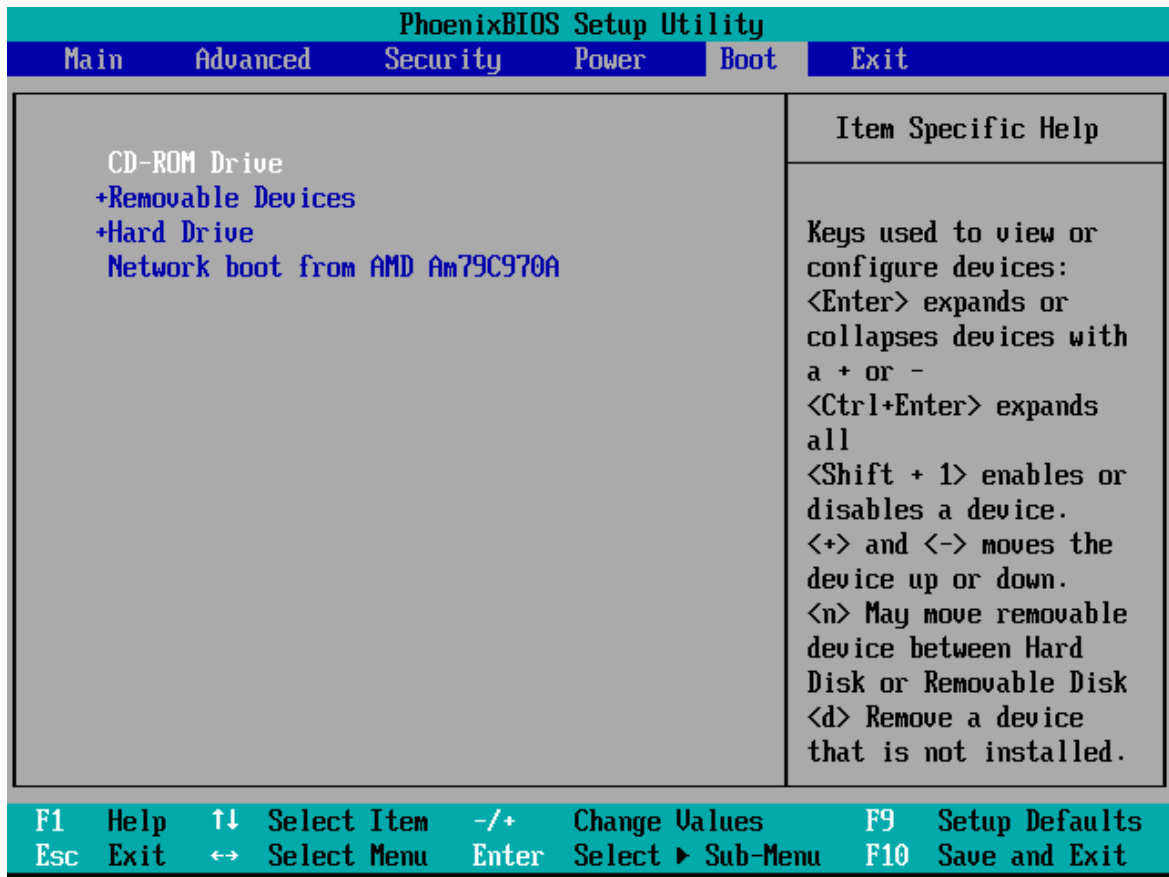 PhoenixBIOS Setup Utility
Main Advanced Security Power Boot Exit
CD-ROM Drive
+Removable Devices
+Hard Drive
Network boot from AMD Am79C970A
Item Specific Help
Keys used to view or
configure devices:
<Enter> expands or
collapses devices with
a + or -
<Ctrl+Enter> expands
all
<Shift + 1> enables or
disables a device.
<+> and <-> moves the
device up or down.
<n> May move removable
device between Hard
Disk or Removable Disk
<d> Remove a device
that is not installed.
F1 Help ↑↓ Select Item -/+ Change Values F9 Setup Defaults
Esc Exit ↔ Select Menu Enter Select ▶ Sub-Menu F10 Save and Exit